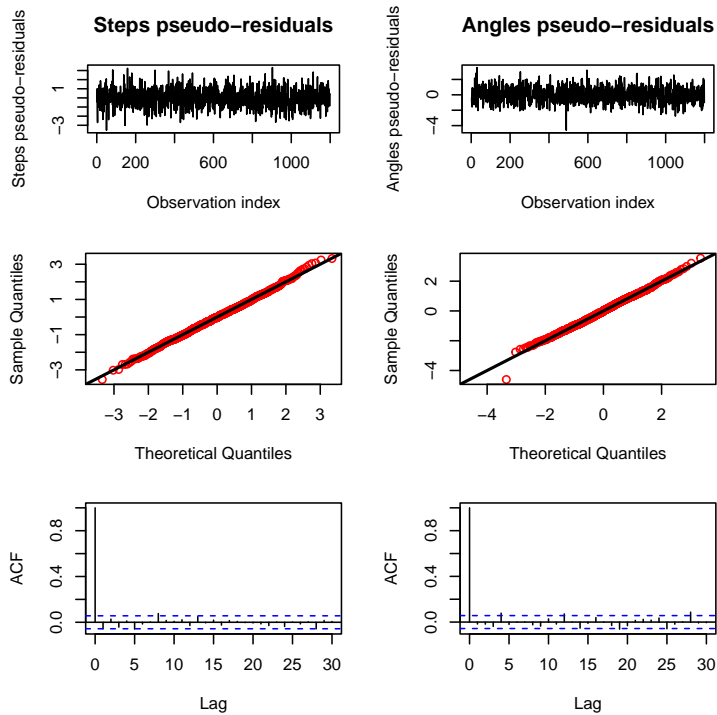 Steps pseudo−residuals
Steps pseudo−residuals
1
−3
0 200 600 1000
Observation index
Angles pseudo−residuals
Angles pseudo−residuals
0
−4
0 200 600 1000
Observation index
Sample Quantiles
3
1
−1
−3
−3 −2 −1 0 1 2 3
Theoretical Quantiles
Sample Quantiles
2
0
−4
−4 −2 0 2
Theoretical Quantiles
ACF
0.8
0.4
0.0
0 5 10 15 20 25 30
Lag
ACF
0.8
0.4
0.0
0 5 10 15 20 25 30
Lag